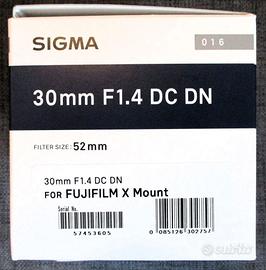 SIGMA
016
30mm F1.4 DC DN
FILTER SIZE: 52mm
30mm F1.4 DC DN
FOR FUJIFILM X Mount
Serial No.
57453605
0 085126 302757
subito